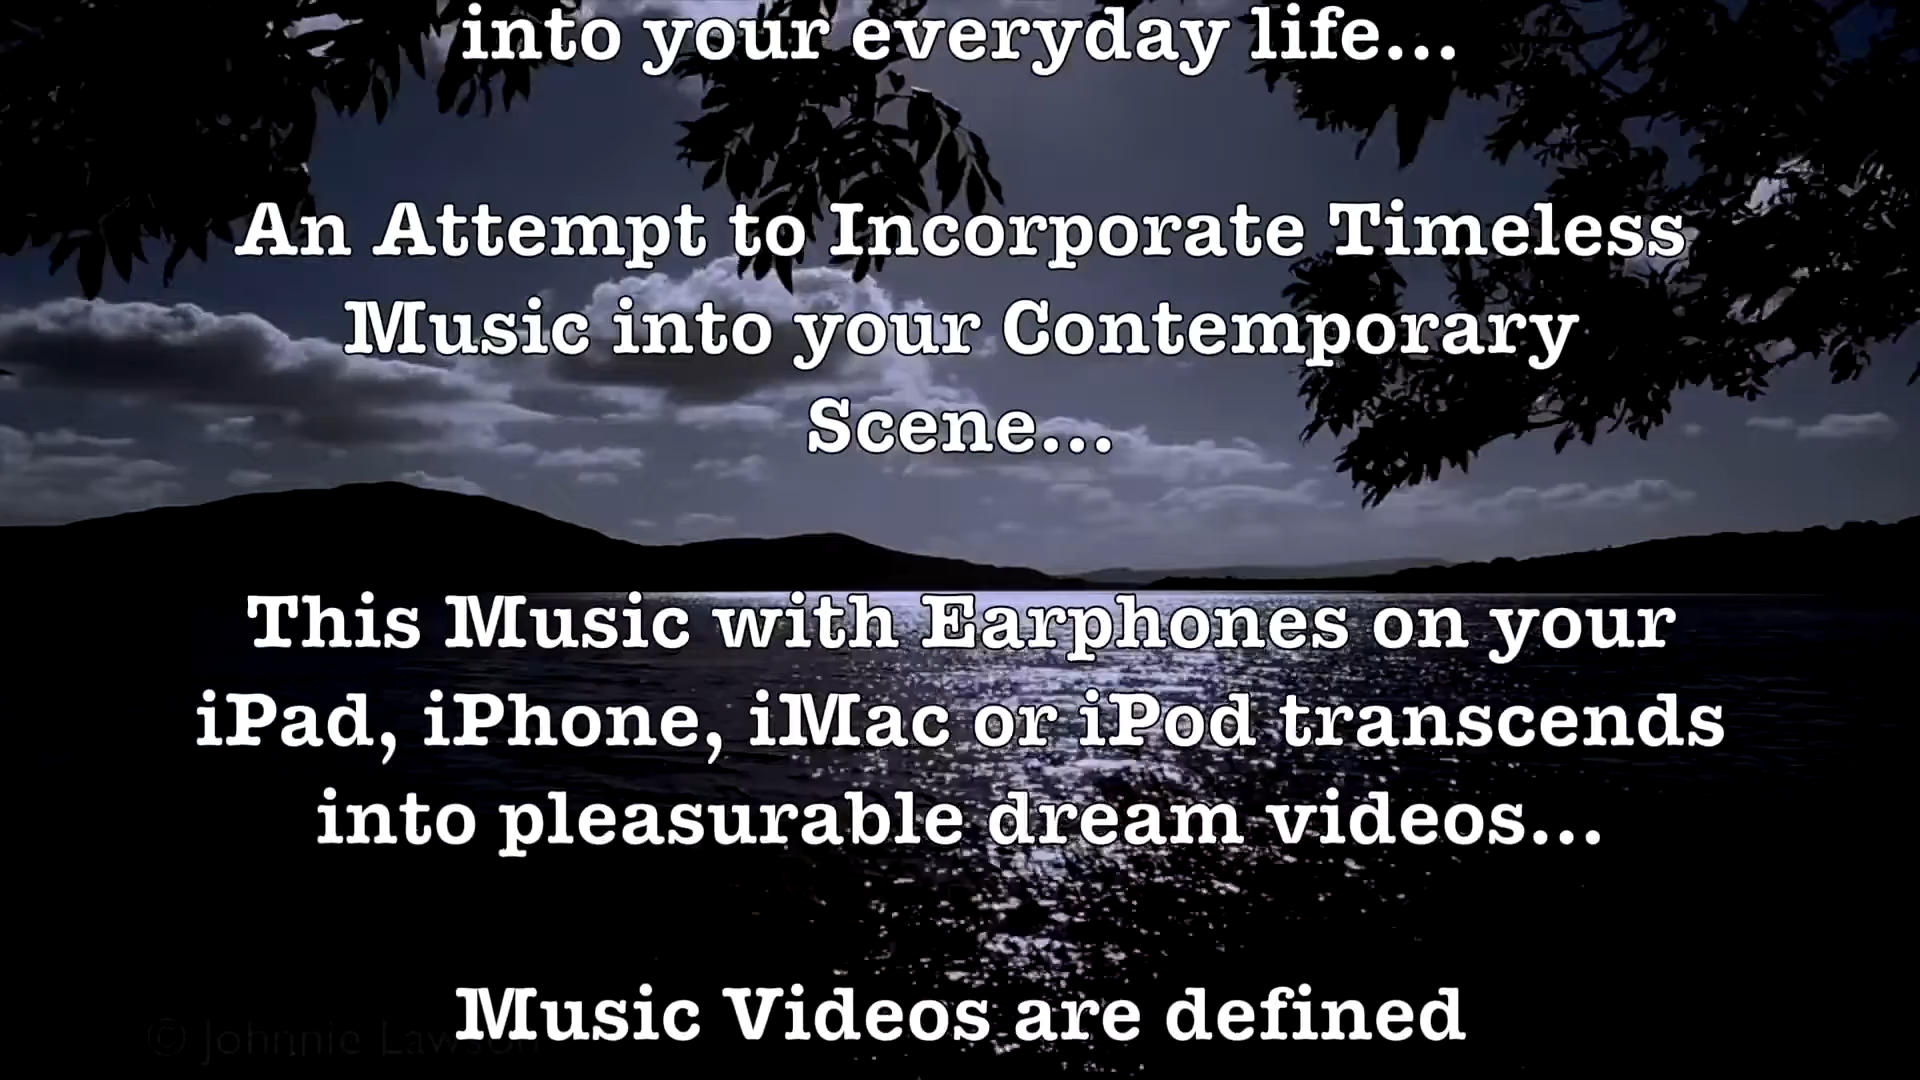 into your everyday life...
An Attempt to Incorporate Timeless
Music into your Contemporary
Scene...
This Music with Earphones on your
iPad, iPhone, iMac or iPod transcends
into pleasurable dream videos...
Music Videos are defined
© Johnnie Lawson